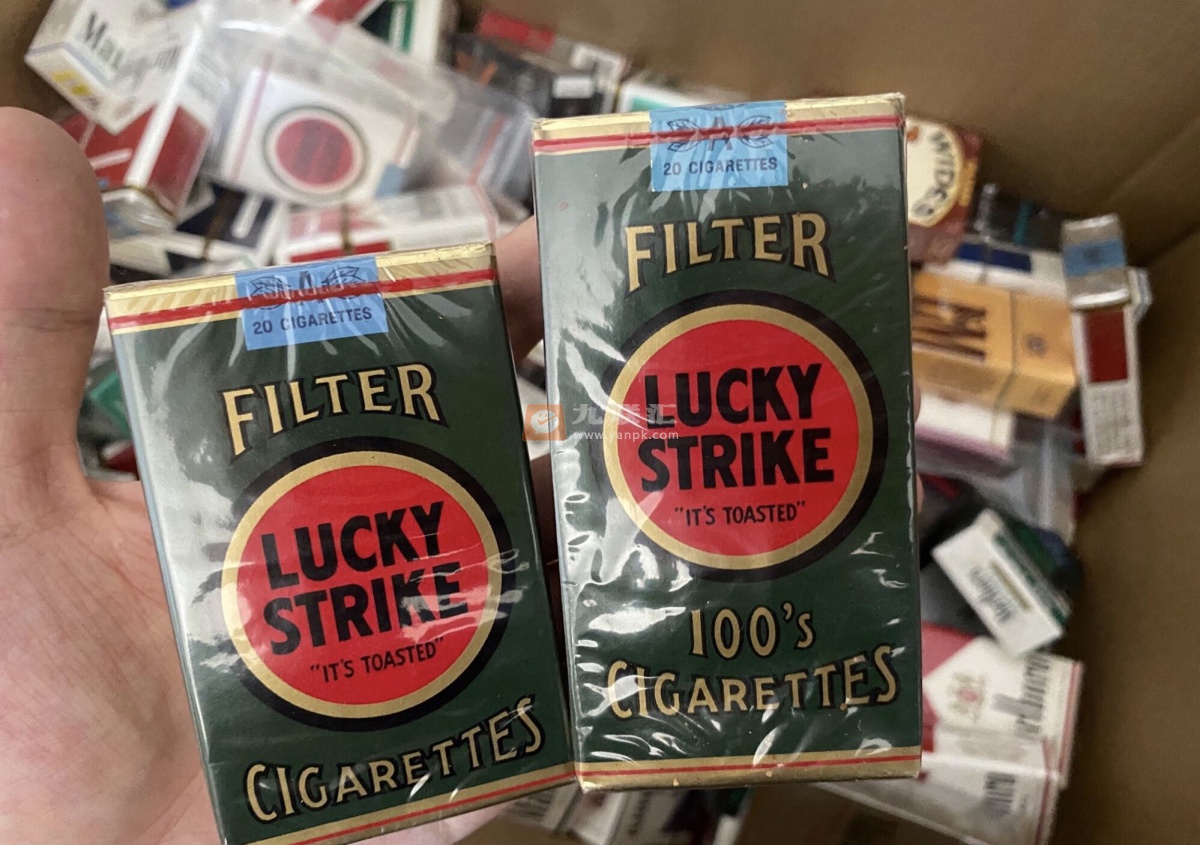 20 CIGARETTES
FILTER
LUCKY
STRIKE
"IT'S TOASTED"
CIGARETTES
20 CIGARETTES
FILTER
LUCKY
STRIKE
"IT'S TOASTED"
100's
CIGARETTES
WIDES
www.yanpk.com